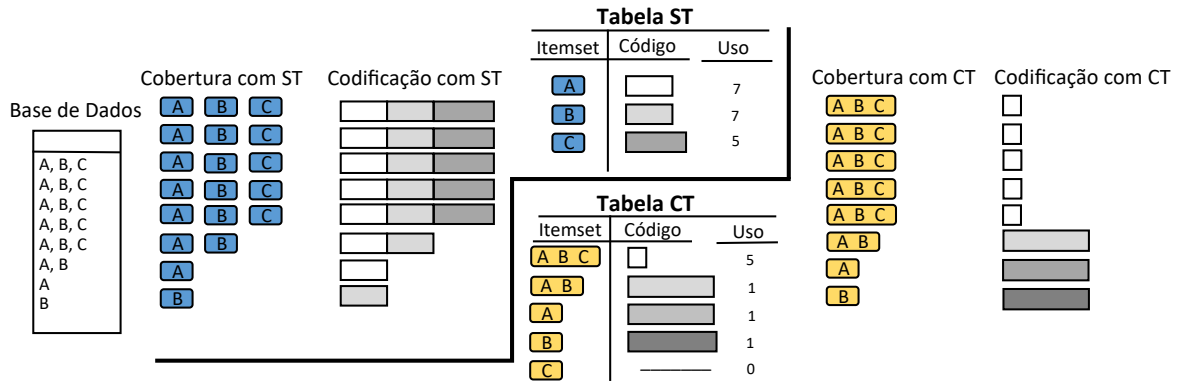 Base de Dados
A, B, C
A, B, C
A, B, C
A, B, C
A, B, C
A, B
A
B
Cobertura com ST
A B C
A B C
A B C
A B C
A B C
A B
A
B
Codificação com ST
Tabela ST
Itemset Código Uso
A 7
B 7
C 5
Tabela CT
Itemset Código Uso
A B C 5
A B 1
A 1
B 1
C 0
Cobertura com CT
A B C
A B C
A B C
A B C
A B C
A B
A
B
Codificação com CT